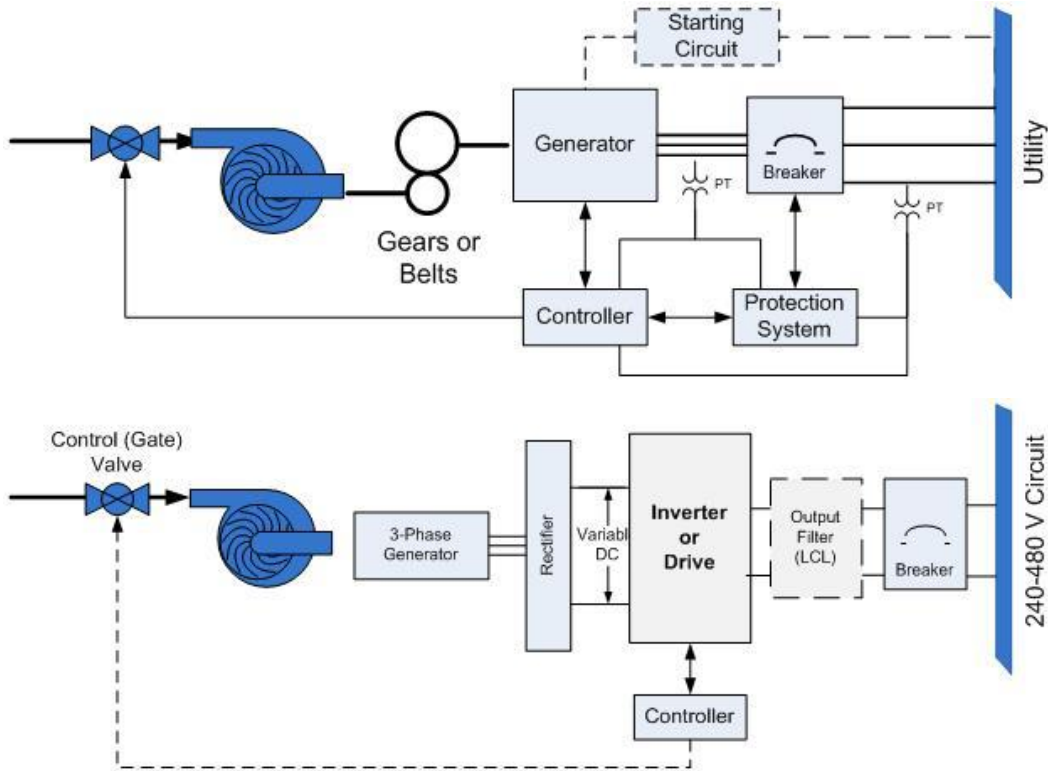 Starting
Circuit
Generator
Breaker
PT
PT
Utility
Gears or
Belts
Controller
Protection
System
Control (Gate)
Valve
3-Phase
Generator
Rectifier
Variabl
DC
Inverter
or
Drive
Output
Filter
(LCL)
Breaker
240-480 V Circuit
Controller